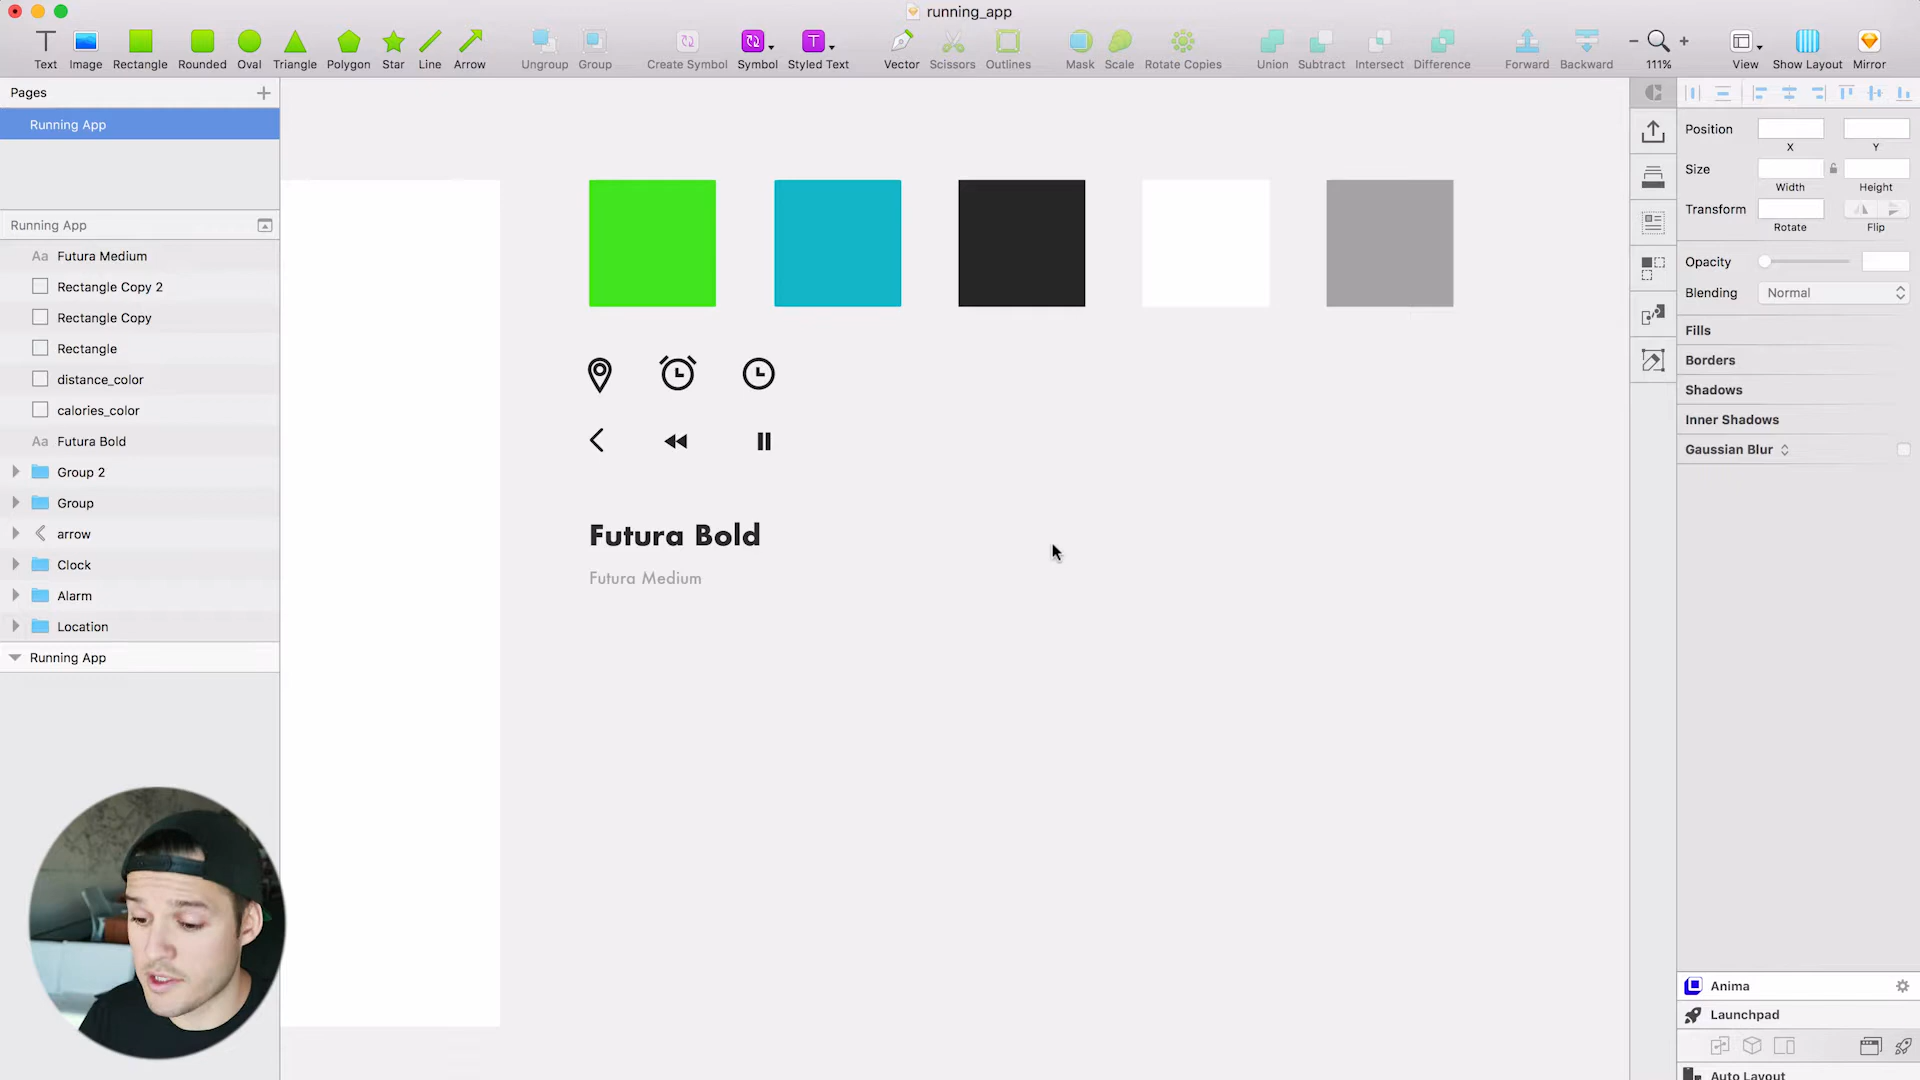 running_app
Text Image Rectangle Rounded Oval Triangle Polygon Star Line Arrow Ungroup Group Create Symbol Symbol Styled Text Vector Scissors Outlines Mask Scale Rotate Copies Union Subtract Intersect Difference Forward Backward 111% View Show Layout Mirror
Pages
Running App
Running App
Aa Futura Medium
Rectangle Copy 2
Rectangle Copy
Rectangle
distance_color
calories_color
Aa Futura Bold
Group 2
Group
arrow
Clock
Alarm
Location
Running App
Futura Bold
Futura Medium
Position
X Y
Size
Width Height
Transform
Rotate Flip
Opacity
Blending Normal
Fills
Borders
Shadows
Inner Shadows
Gaussian Blur
Anima
Launchpad
Auto Layout